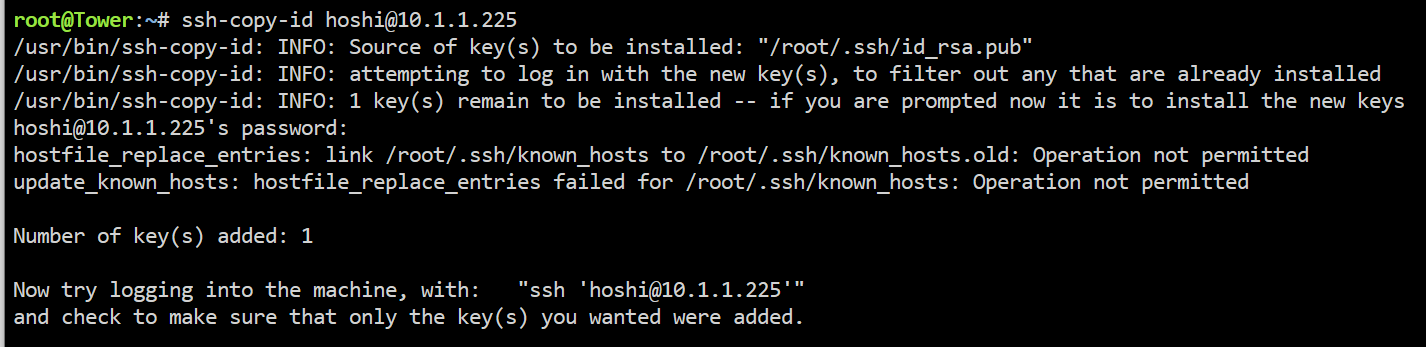 root@Tower:~# ssh-copy-id hoshi@10.1.1.225
/usr/bin/ssh-copy-id: INFO: Source of key(s) to be installed: "/root/.ssh/id_rsa.pub"
/usr/bin/ssh-copy-id: INFO: attempting to log in with the new key(s), to filter out any that are already installed
/usr/bin/ssh-copy-id: INFO: 1 key(s) remain to be installed -- if you are prompted now it is to install the new keys
hoshi@10.1.1.225's password:
hostfile_replace_entries: link /root/.ssh/known_hosts to /root/.ssh/known_hosts.old: Operation not permitted
update_known_hosts: hostfile_replace_entries failed for /root/.ssh/known_hosts: Operation not permitted
Number of key(s) added: 1
Now try logging into the machine, with:   "ssh 'hoshi@10.1.1.225'"
and check to make sure that only the key(s) you wanted were added.